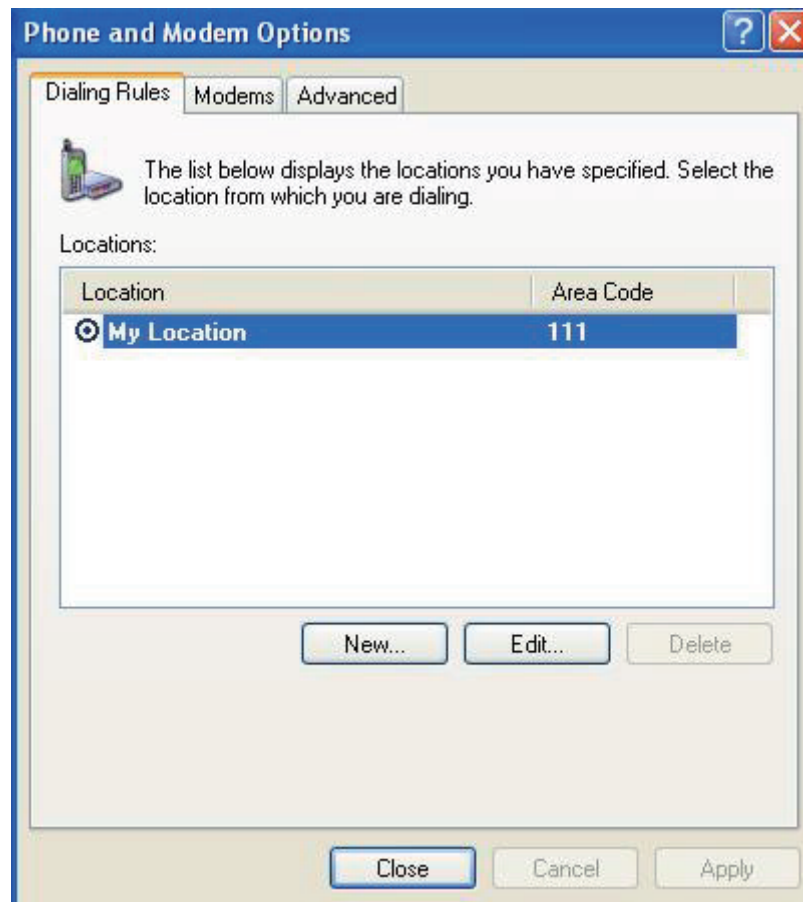 Phone and Modem Options
Dialing Rules Modems Advanced
The list below displays the locations you have specified. Select the
location from which you are dialing.
Locations:
Location Area Code
My Location 111
New... Edit... Delete
Close Cancel Apply